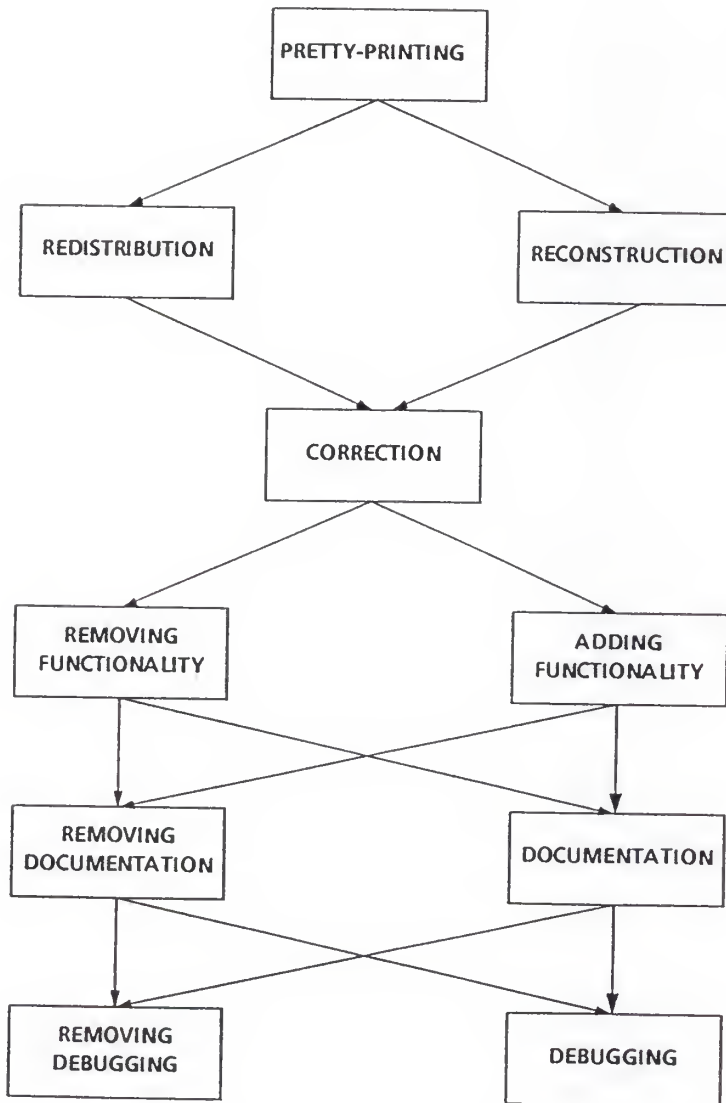 PRETTY-PRINTING
REDISTRIBUTION
RECONSTRUCTION
CORRECTION
REMOVING
FUNCTIONALITY
ADDING
FUNCTIONALITY
REMOVING
DOCUMENTATION
DOCUMENTATION
REMOVING
DEBUGGING
DEBUGGING